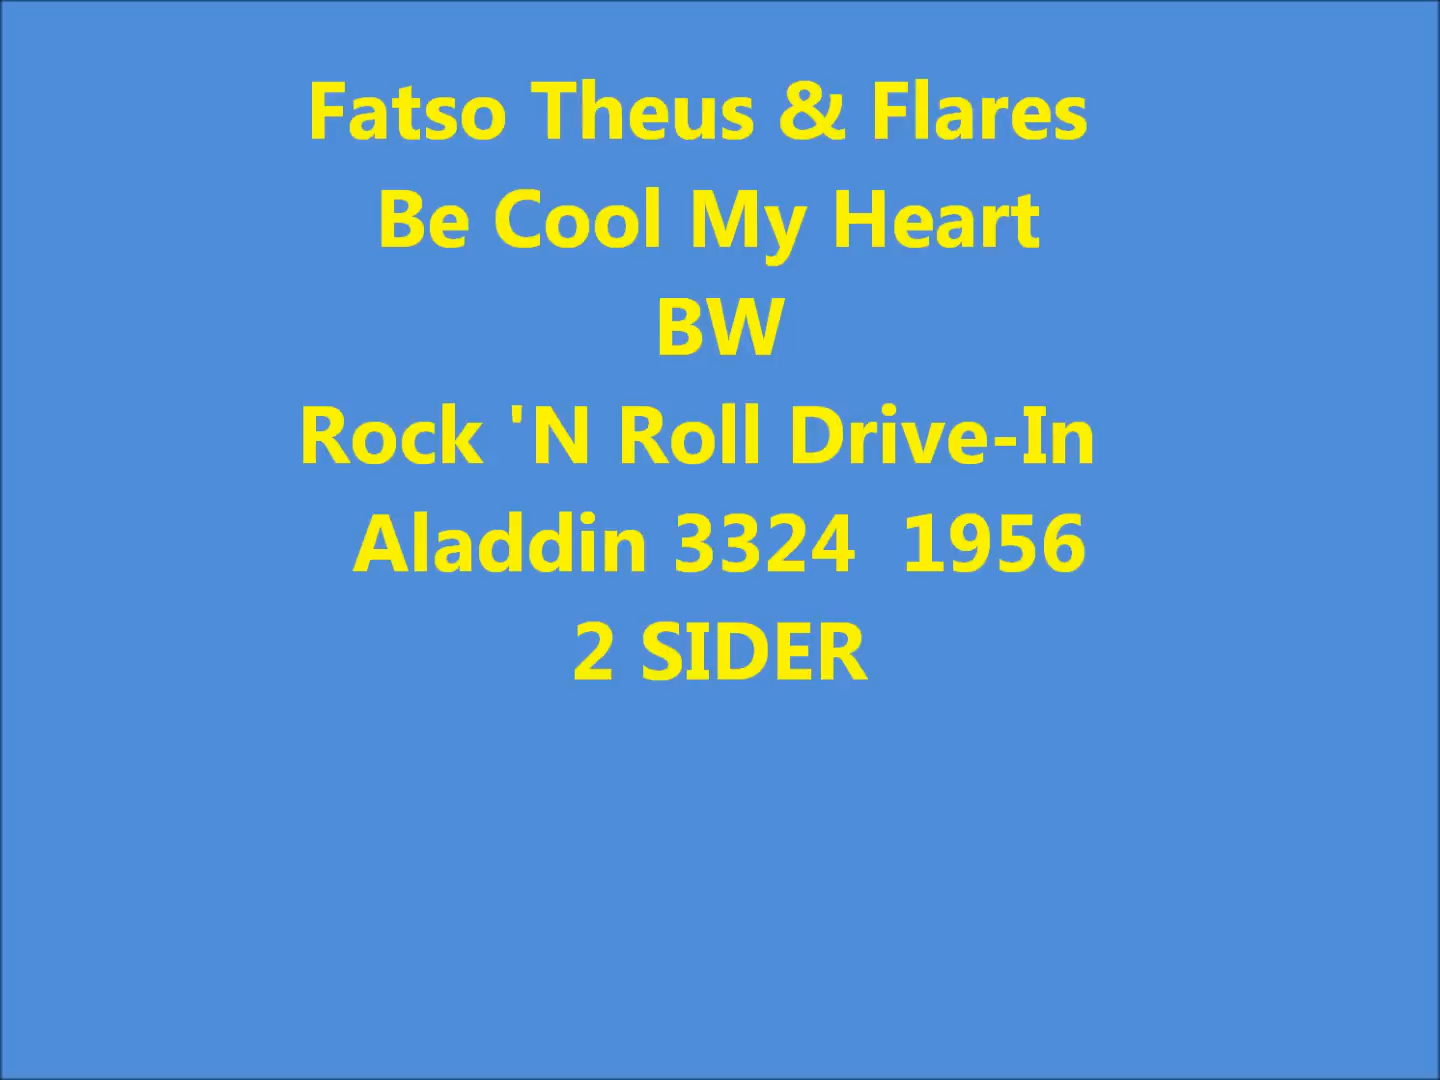 Fatso Theus & Flares
Be Cool My Heart
BW
Rock 'N Roll Drive-In
Aladdin 3324  1956
2 SIDER